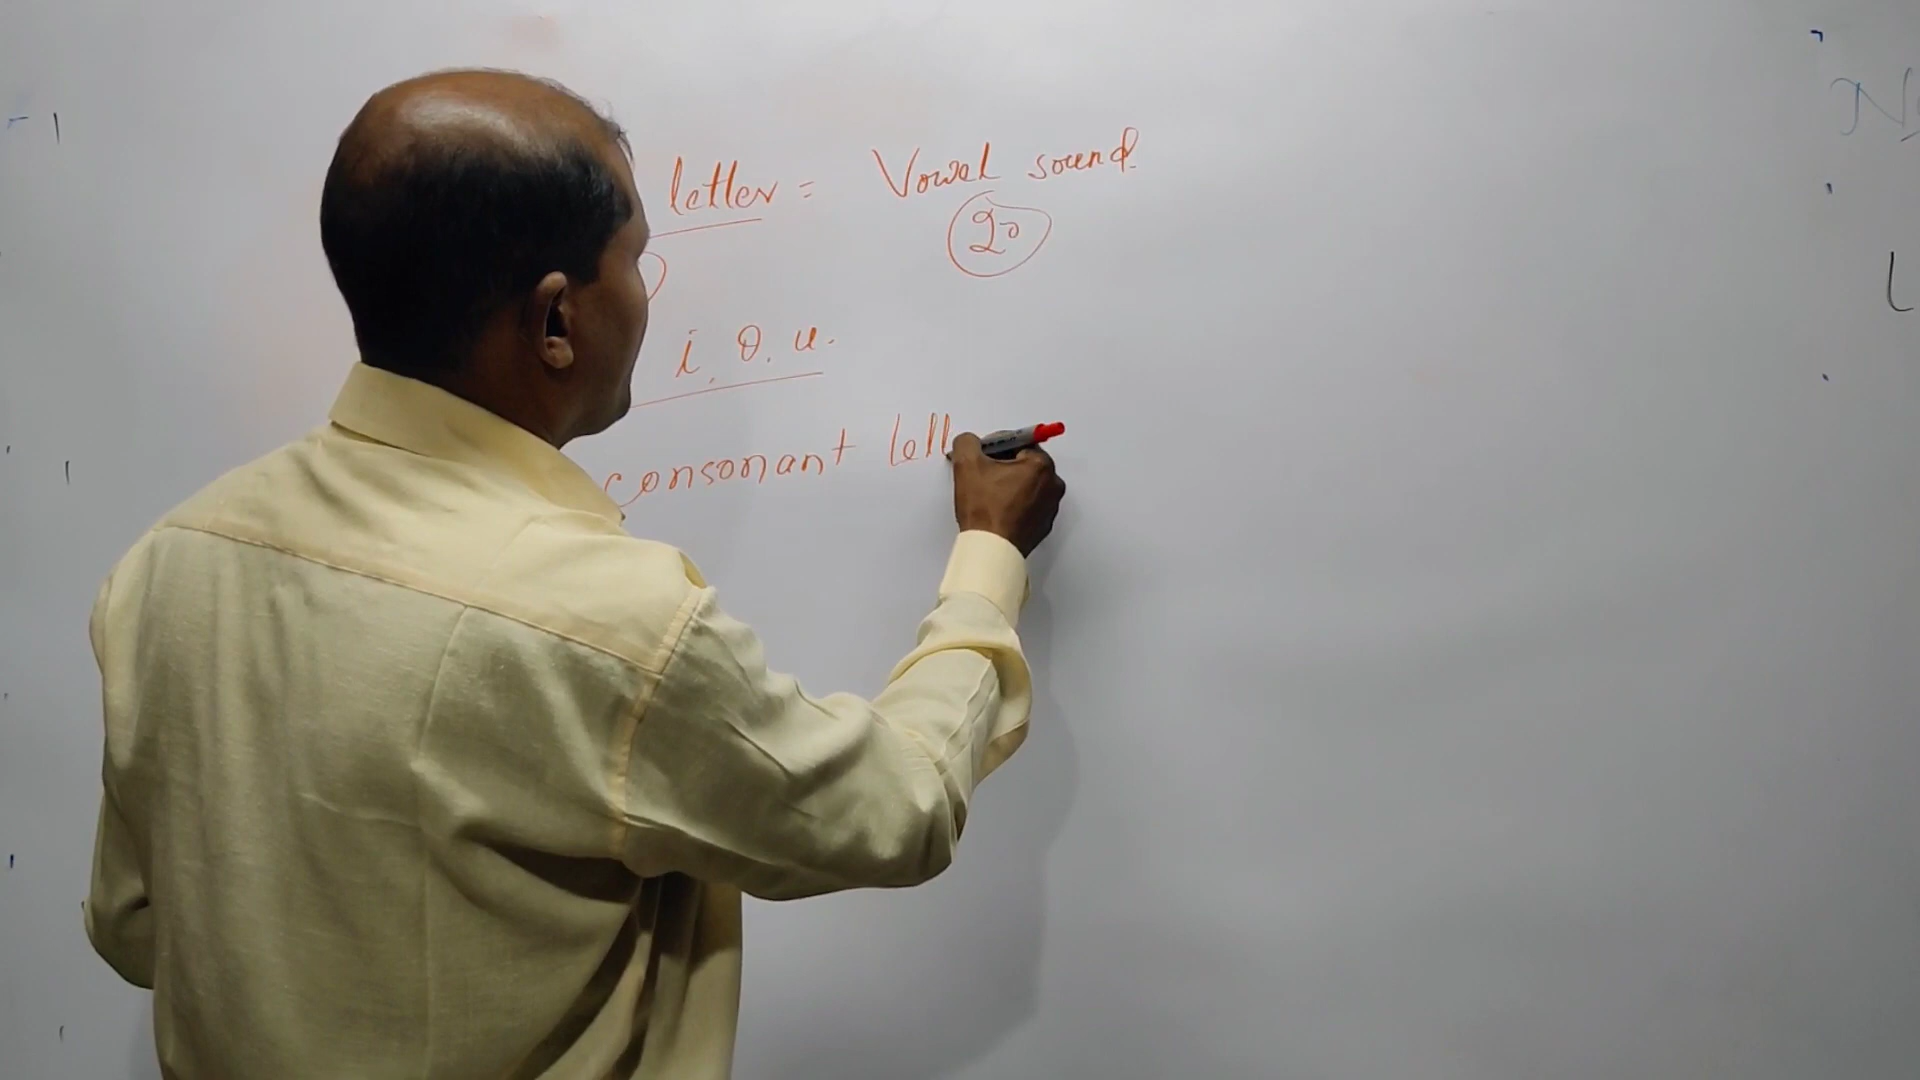 letter = Vowel sound
20
i, o, u.
consonant lett